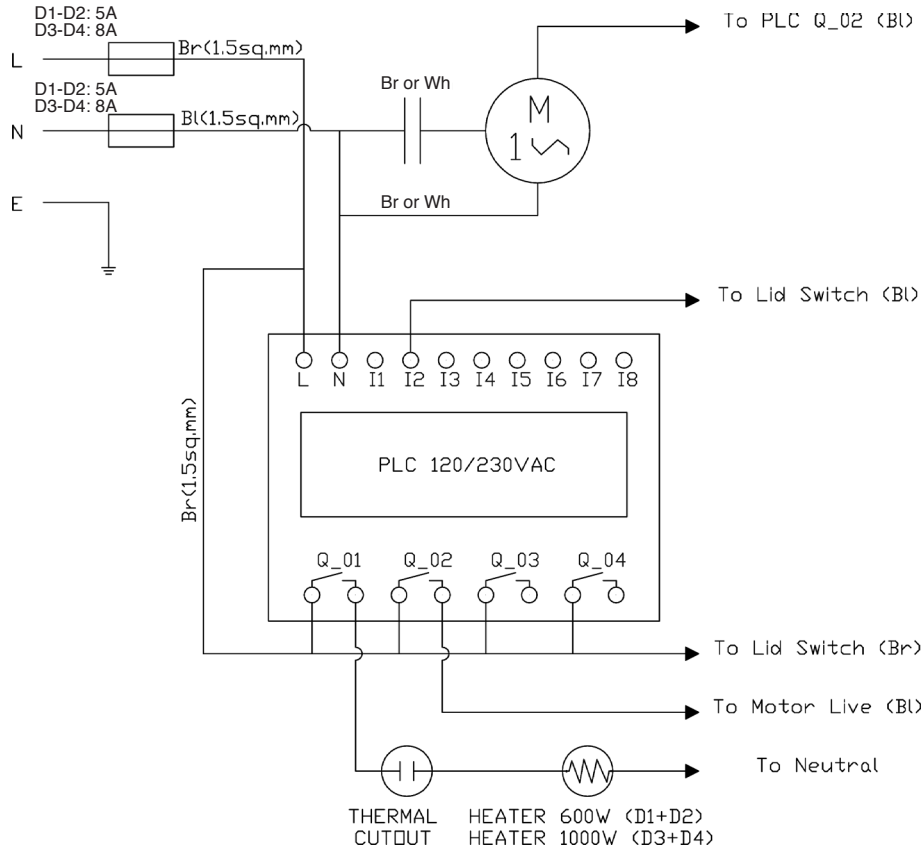 D1-D2: 5A
D3-D4: 8A
To PLC Q_02 (Bl)
Br(1.5sq.mm)
L
Br or Wh
D1-D2: 5A
D3-D4: 8A
M
Bl(1.5sq.mm)
N
1
Br or Wh
E
To Lid Switch (Bl)
L N I1 I2 I3 I4 I5 I6 I7 I8
Br(1.5sq.mm)
PLC 120/230VAC
Q_01 Q_02 Q_03 Q_04
To Lid Switch (Br)
To Motor Live (Bl)
To Neutral
THERMAL
CUTOUT
HEATER 600W (D1+D2)
HEATER 1000W (D3+D4)